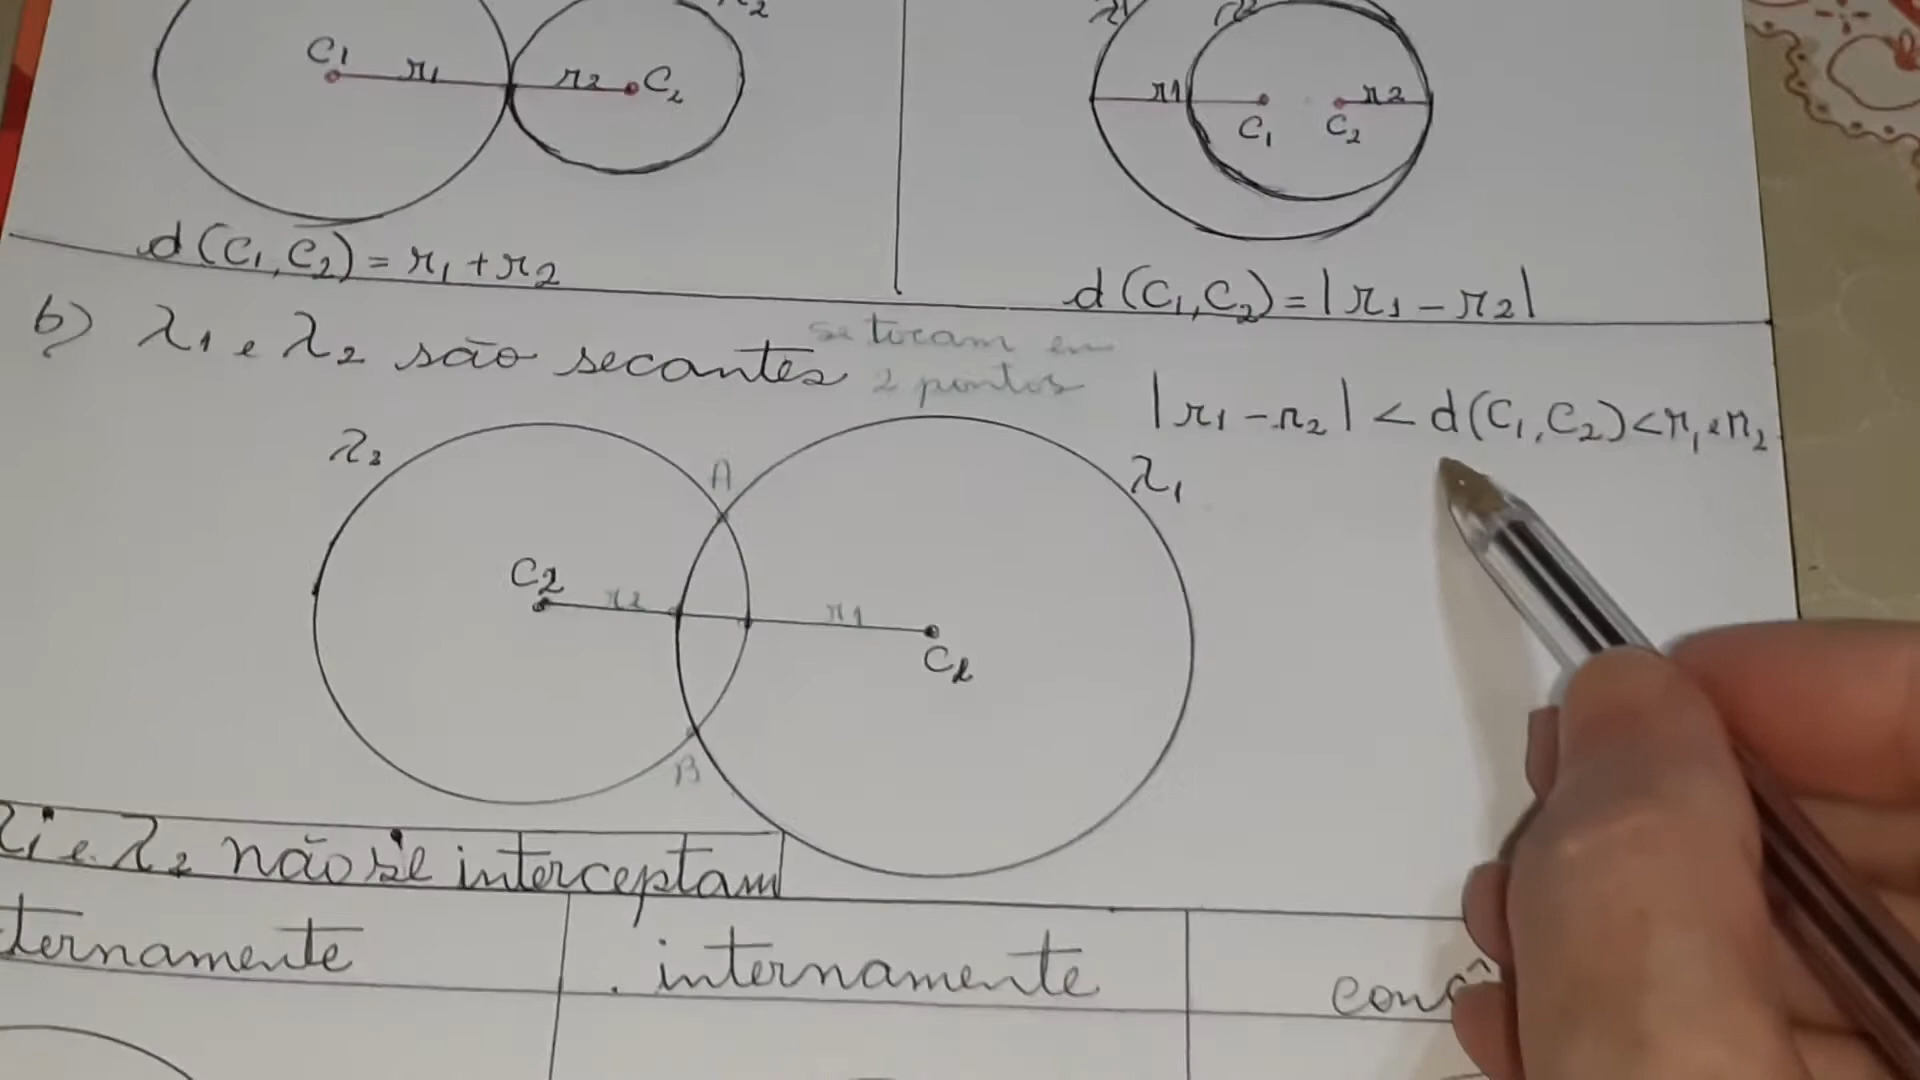 C1 r1 r2 C2
r1 C1 C2 r2
d(C1,C2)=r1+r2
d(C1,C2)=|r1-r2|
b) λ1 e λ2 são secantes se tocam em
2 pontos
|r1-r2|<d(C1,C2)<r1+r2
λ2 A λ1
C2 r2 r1
B
λ1 e λ2 não se interceptam
ternamente internamente conc